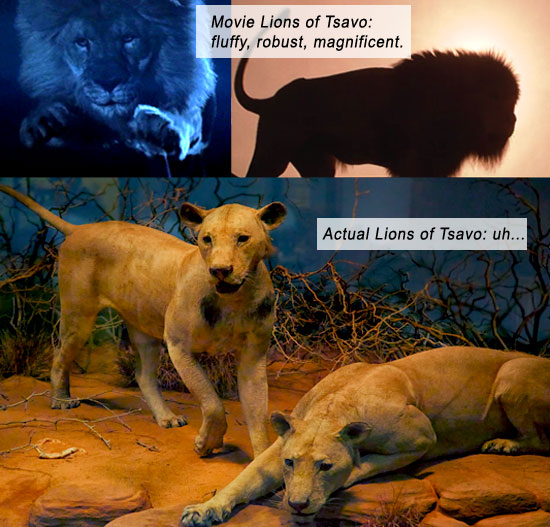 Movie Lions of Tsavo:
fluffy, robust, magnificent.
Actual Lions of Tsavo: uh...